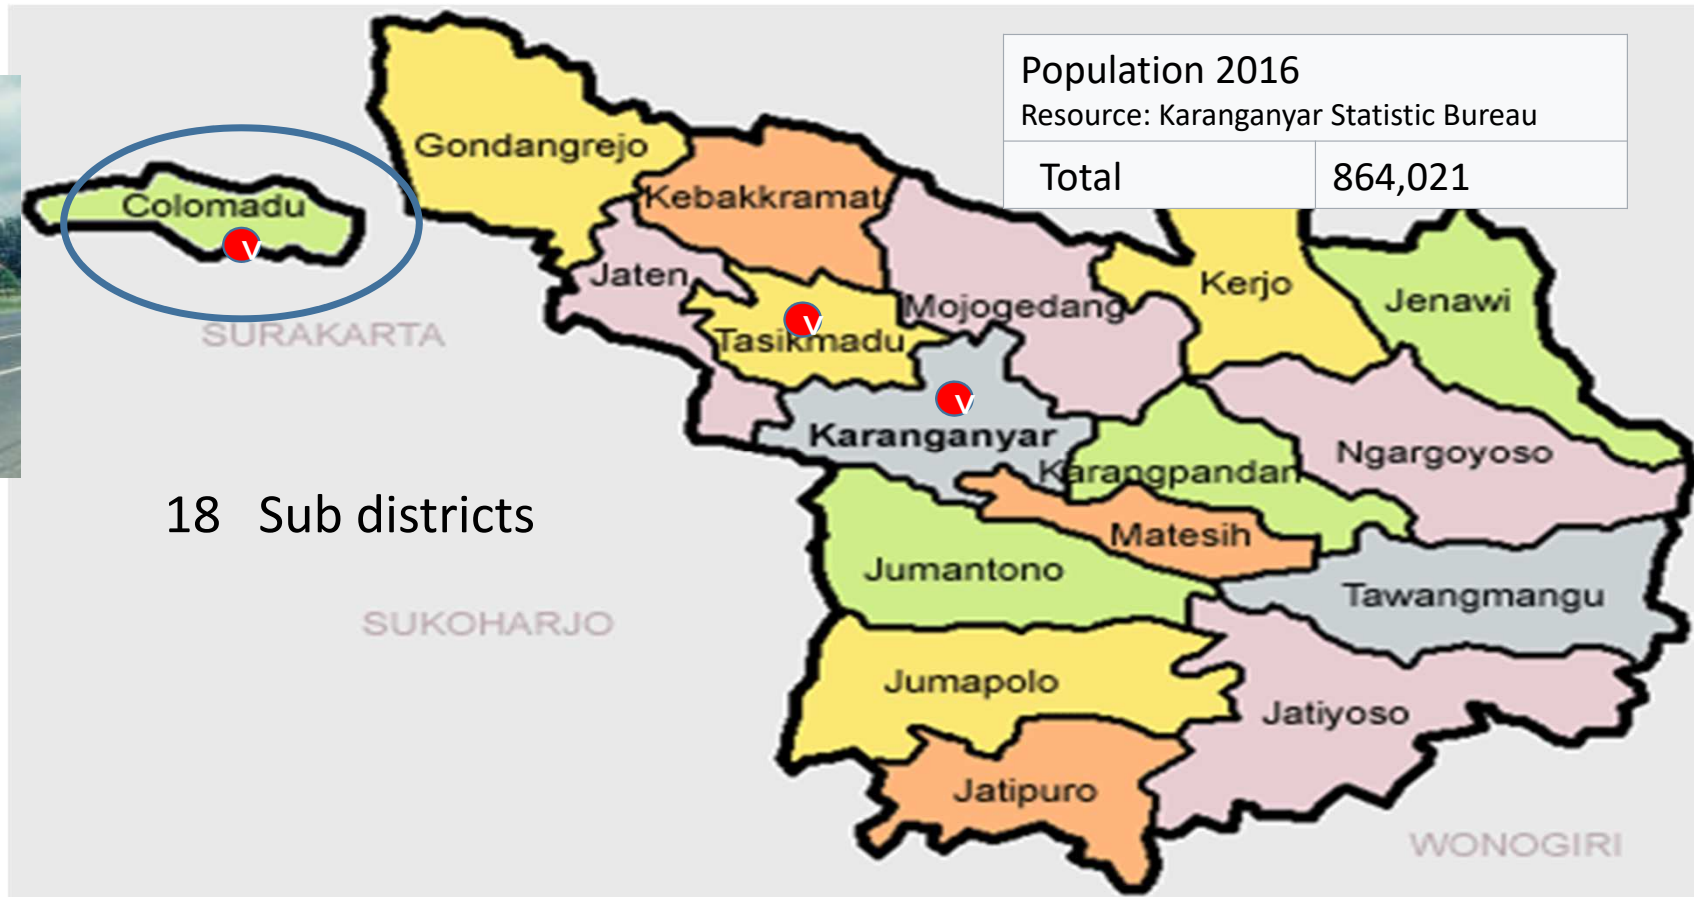 Population 2016
Resource: Karanganyar Statistic Bureau
Total 864,021
Gondangrejo
Kebakkramat
Colomadu
v
Jaten
Mojogedang
Kerjo
Jenawi
SURAKARTA
v
Tasikmadu
v
Karanganyar
Karangpandan
Ngargoyoso
18 Sub districts
Matesih
Jumantono
Tawangmangu
SUKOHARJO
Jumapolo
Jatiyoso
Jatipuro
WONOGIRI